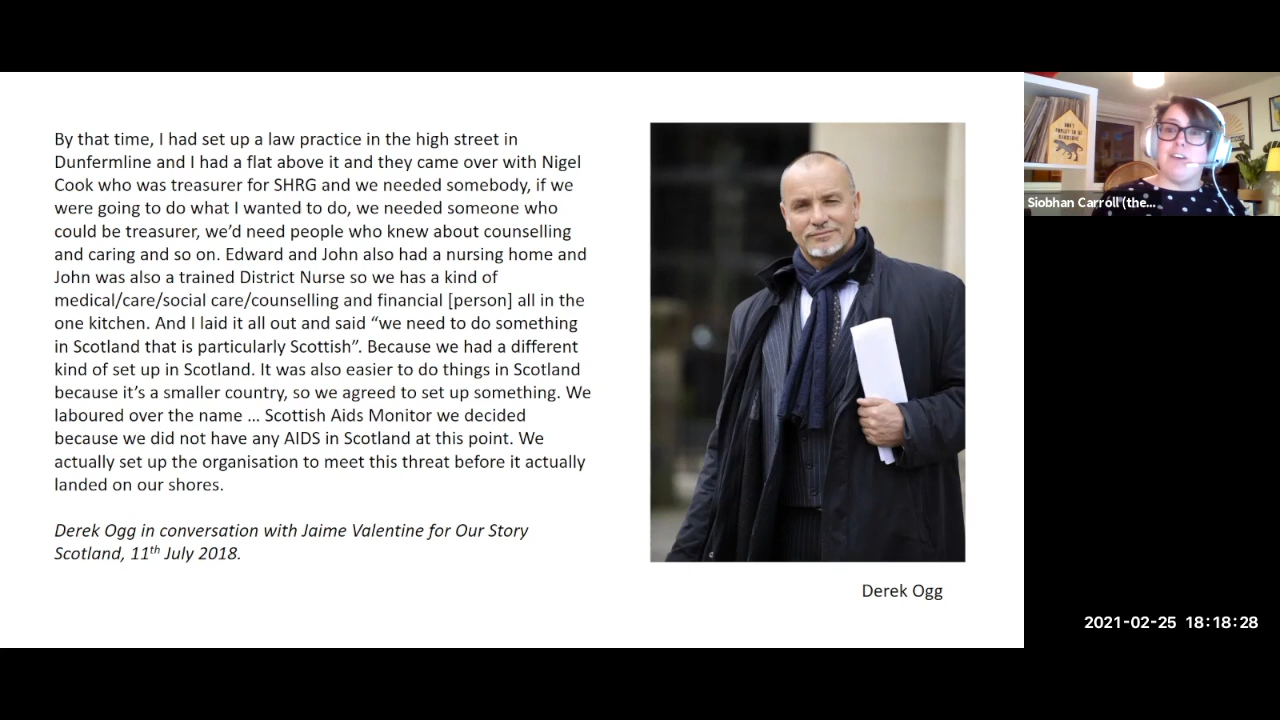 By that time, I had set up a law practice in the high street in
Dunfermline and I had a flat above it and they came over with Nigel
Cook who was treasurer for SHRG and we needed somebody, if we
were going to do what I wanted to do, we needed someone who
could be treasurer, we’d need people who knew about counselling
and caring and so on. Edward and John also had a nursing home and
John was also a trained District Nurse so we has a kind of
medical/care/social care/counselling and financial [person] all in the
one kitchen. And I laid it all out and said “we need to do something
in Scotland that is particularly Scottish”. Because we had a different
kind of set up in Scotland. It was also easier to do things in Scotland
because it’s a smaller country, so we agreed to set up something. We
laboured over the name … Scottish Aids Monitor we decided
because we did not have any AIDS in Scotland at this point. We
actually set up the organisation to meet this threat before it actually
landed on our shores.
Derek Ogg in conversation with Jaime Valentine for Our Story
Scotland, 11th July 2018.
Derek Ogg
Siobhan Carroll (the...
2021-02-25 18:18:28